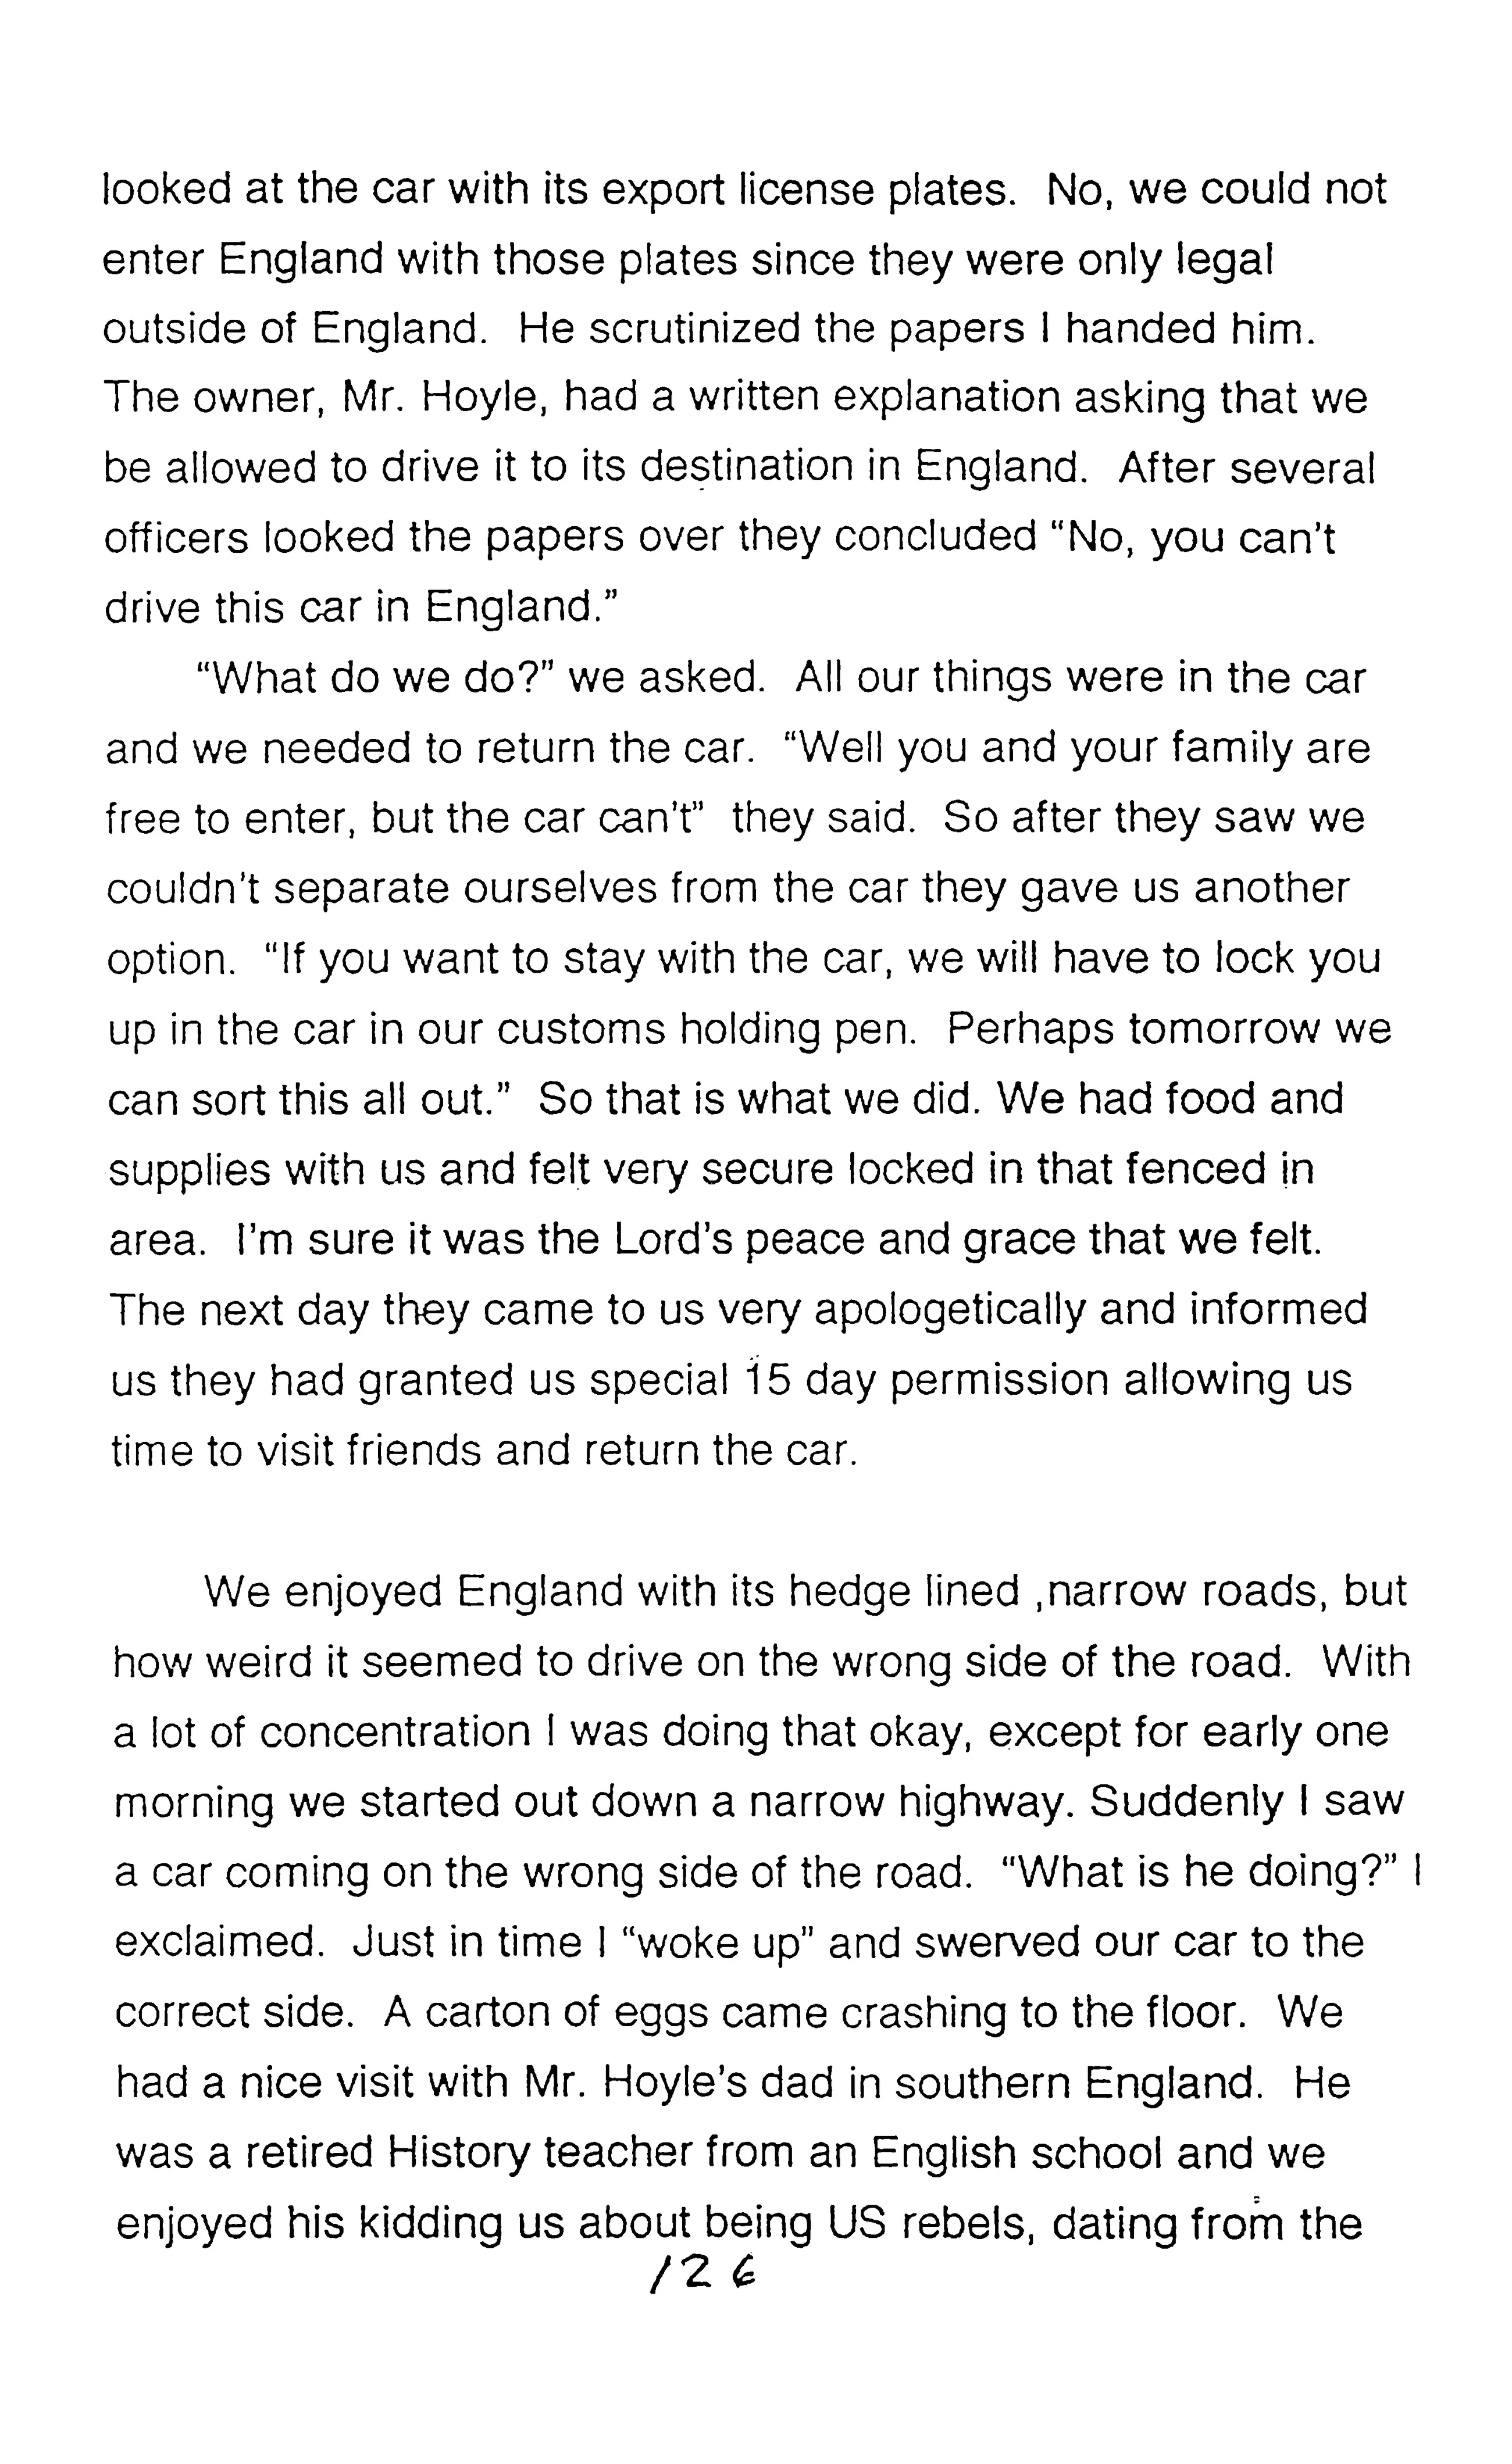 looked at the car with its export license plates.  No, we could not
enter England with those plates since they were only legal
outside of England.  He scrutinized the papers I handed him.
The owner, Mr. Hoyle, had a written explanation asking that we
be allowed to drive it to its destination in England.  After several
officers looked the papers over they concluded “No, you can’t
drive this car in England.”
“What do we do?” we asked.  All our things were in the car
and we needed to return the car.  “Well you and your family are
free to enter, but the car can’t”  they said.  So after they saw we
couldn’t separate ourselves from the car they gave us another
option.  “If you want to stay with the car, we will have to lock you
up in the car in our customs holding pen.  Perhaps tomorrow we
can sort this all out.”  So that is what we did. We had food and
supplies with us and felt very secure locked in that fenced in
area.  I’m sure it was the Lord’s peace and grace that we felt.
The next day they came to us very apologetically and informed
us they had granted us special 15 day permission allowing us
time to visit friends and return the car.
We enjoyed England with its hedge lined ,narrow roads, but
how weird it seemed to drive on the wrong side of the road.  With
a lot of concentration I was doing that okay, except for early one
morning we started out down a narrow highway. Suddenly I saw
a car coming on the wrong side of the road.  “What is he doing?” I
exclaimed.  Just in time I “woke up” and swerved our car to the
correct side.  A carton of eggs came crashing to the floor.  We
had a nice visit with Mr. Hoyle’s dad in southern England.  He
was a retired History teacher from an English school and we
enjoyed his kidding us about being US rebels, dating from the
126